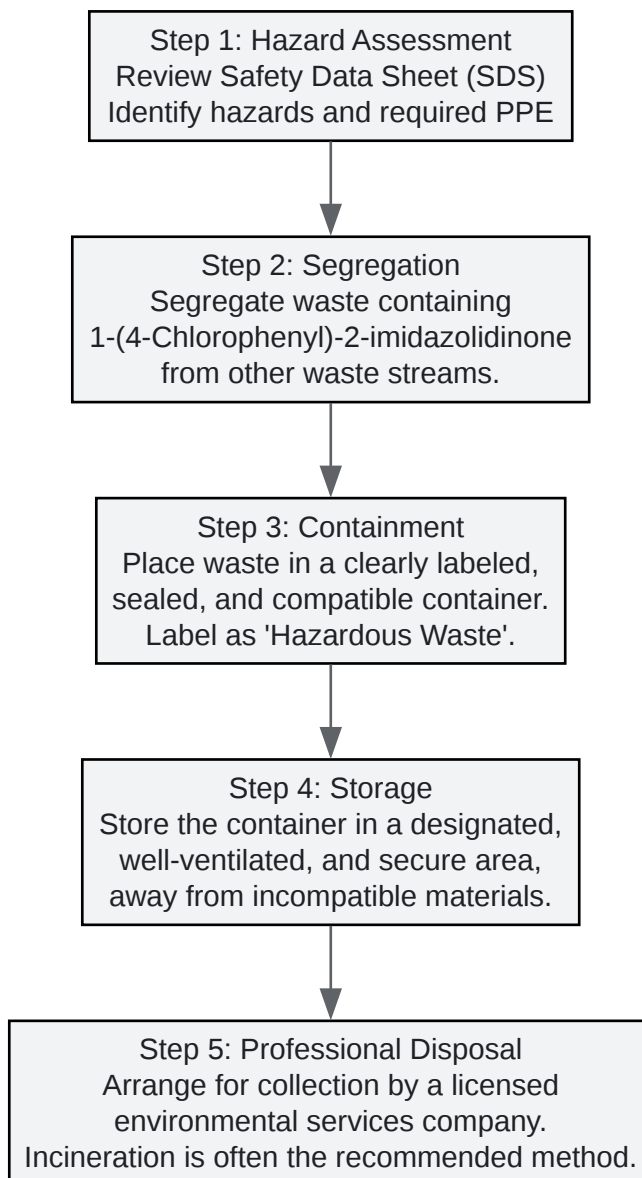 Step 1: Hazard Assessment
Review Safety Data Sheet (SDS)
Identify hazards and required PPE
Step 2: Segregation
Segregate waste containing
1-(4-Chlorophenyl)-2-imidazolidinone
from other waste streams.
Step 3: Containment
Place waste in a clearly labeled,
sealed, and compatible container.
Label as 'Hazardous Waste'.
Step 4: Storage
Store the container in a designated,
well-ventilated, and secure area,
away from incompatible materials.
Step 5: Professional Disposal
Arrange for collection by a licensed
environmental services company.
Incineration is often the recommended method.